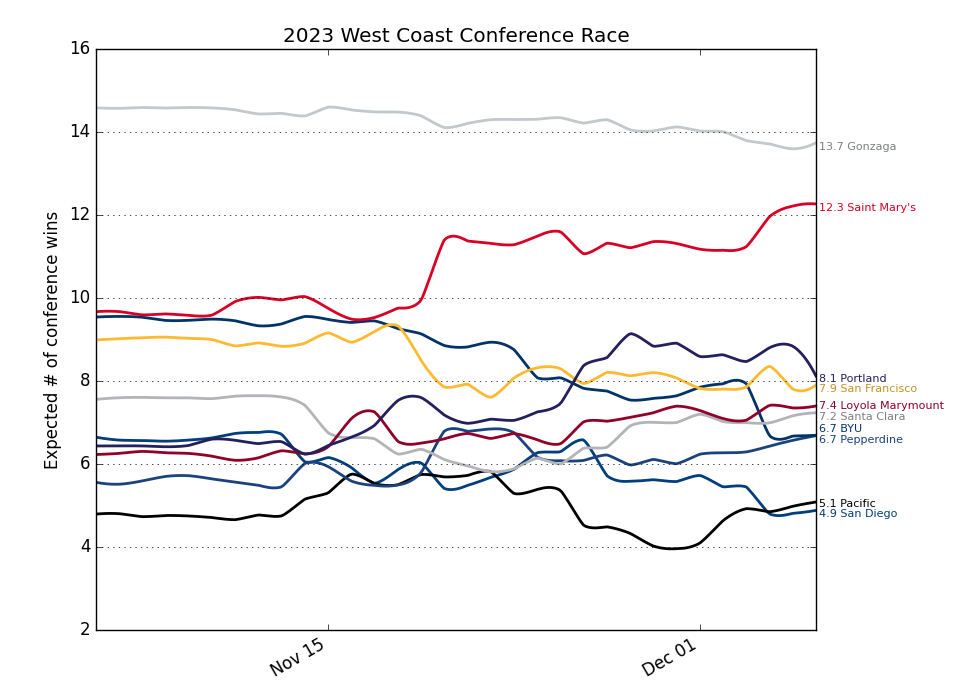 2023 West Coast Conference Race
Expected # of conference wins
16
14
12
10
8
6
4
2
Nov 15
Dec 01
13.7 Gonzaga
12.3 Saint Mary's
8.1 Portland
7.9 San Francisco
7.4 Loyola Marymount
7.2 Santa Clara
6.7 BYU
6.7 Pepperdine
5.1 Pacific
4.9 San Diego